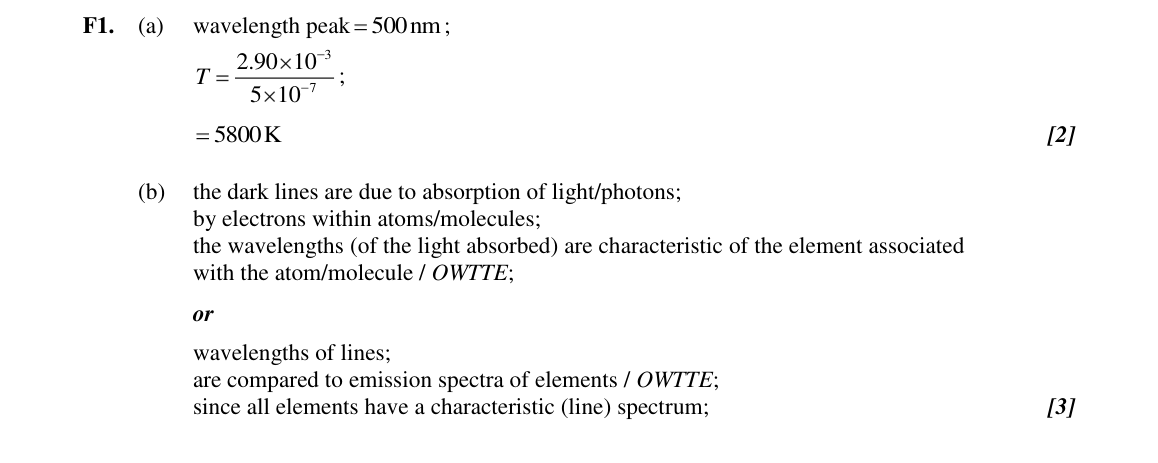 F1. (a) wavelength peak = 500 nm ;
T = 2.90×10⁻³ / 5×10⁻⁷ ;
= 5800 K [2]
(b) the dark lines are due to absorption of light/photons;
by electrons within atoms/molecules;
the wavelengths (of the light absorbed) are characteristic of the element associated
with the atom/molecule / OWTTE;
or
wavelengths of lines;
are compared to emission spectra of elements / OWTTE;
since all elements have a characteristic (line) spectrum; [3]